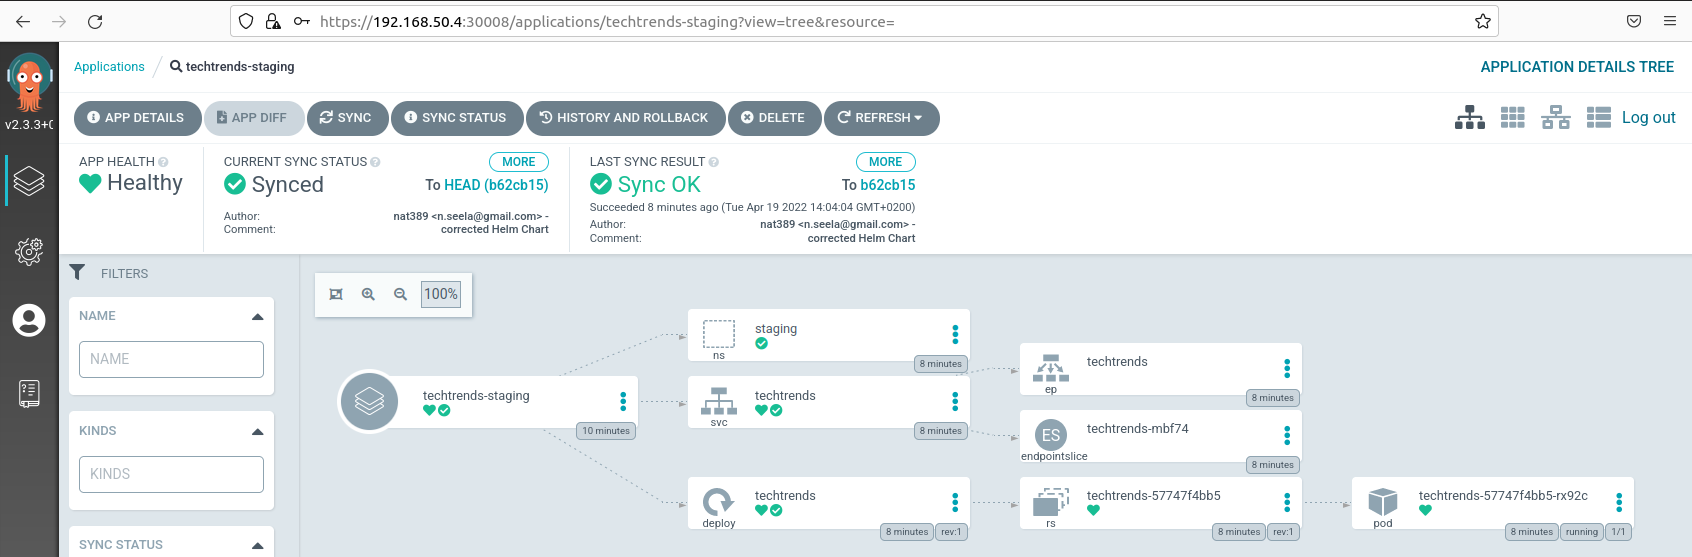 https://192.168.50.4:30008/applications/techtrends-staging?view=tree&resource=
v2.3.3+0
Applications / techtrends-staging
APPLICATION DETAILS TREE
APP DETAILS
APP DIFF
SYNC
SYNC STATUS
HISTORY AND ROLLBACK
DELETE
REFRESH
Log out
APP HEALTH
Healthy
CURRENT SYNC STATUS
MORE
Synced
To HEAD (b62cb15)
Author: nat389 <n.seela@gmail.com> -
Comment: corrected Helm Chart
LAST SYNC RESULT
MORE
Sync OK
To b62cb15
Succeeded 8 minutes ago (Tue Apr 19 2022 14:04:04 GMT+0200)
Author: nat389 <n.seela@gmail.com> -
Comment: corrected Helm Chart
FILTERS
NAME
NAME
KINDS
KINDS
SYNC STATUS
100%
techtrends-staging
10 minutes
staging
ns
8 minutes
techtrends
svc
8 minutes
techtrends
deploy
8 minutes
rev:1
techtrends
ep
8 minutes
ES
techtrends-mbf74
endpointslice
8 minutes
techtrends-57747f4bb5
rs
8 minutes
rev:1
techtrends-57747f4bb5-rx92c
pod
8 minutes
running
1/1